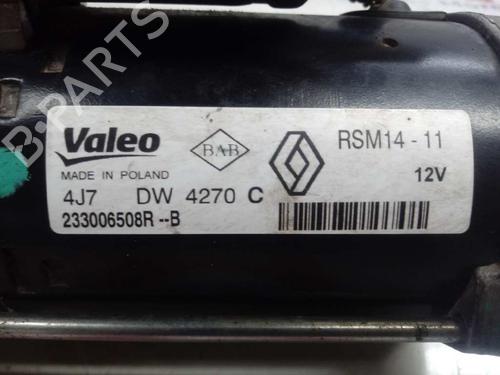 Valeo
BAB
RSM14 - 11
MADE IN POLAND
12V
4J7 DW 4270 C
233006508R --B
B-PARTS